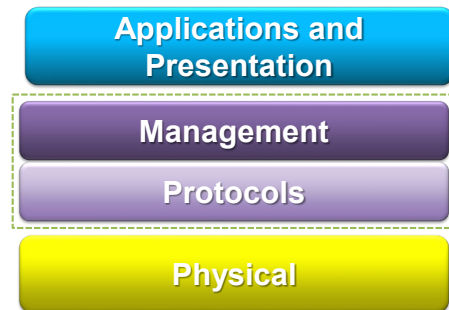 Applications and
Presentation
Management
Protocols
Physical